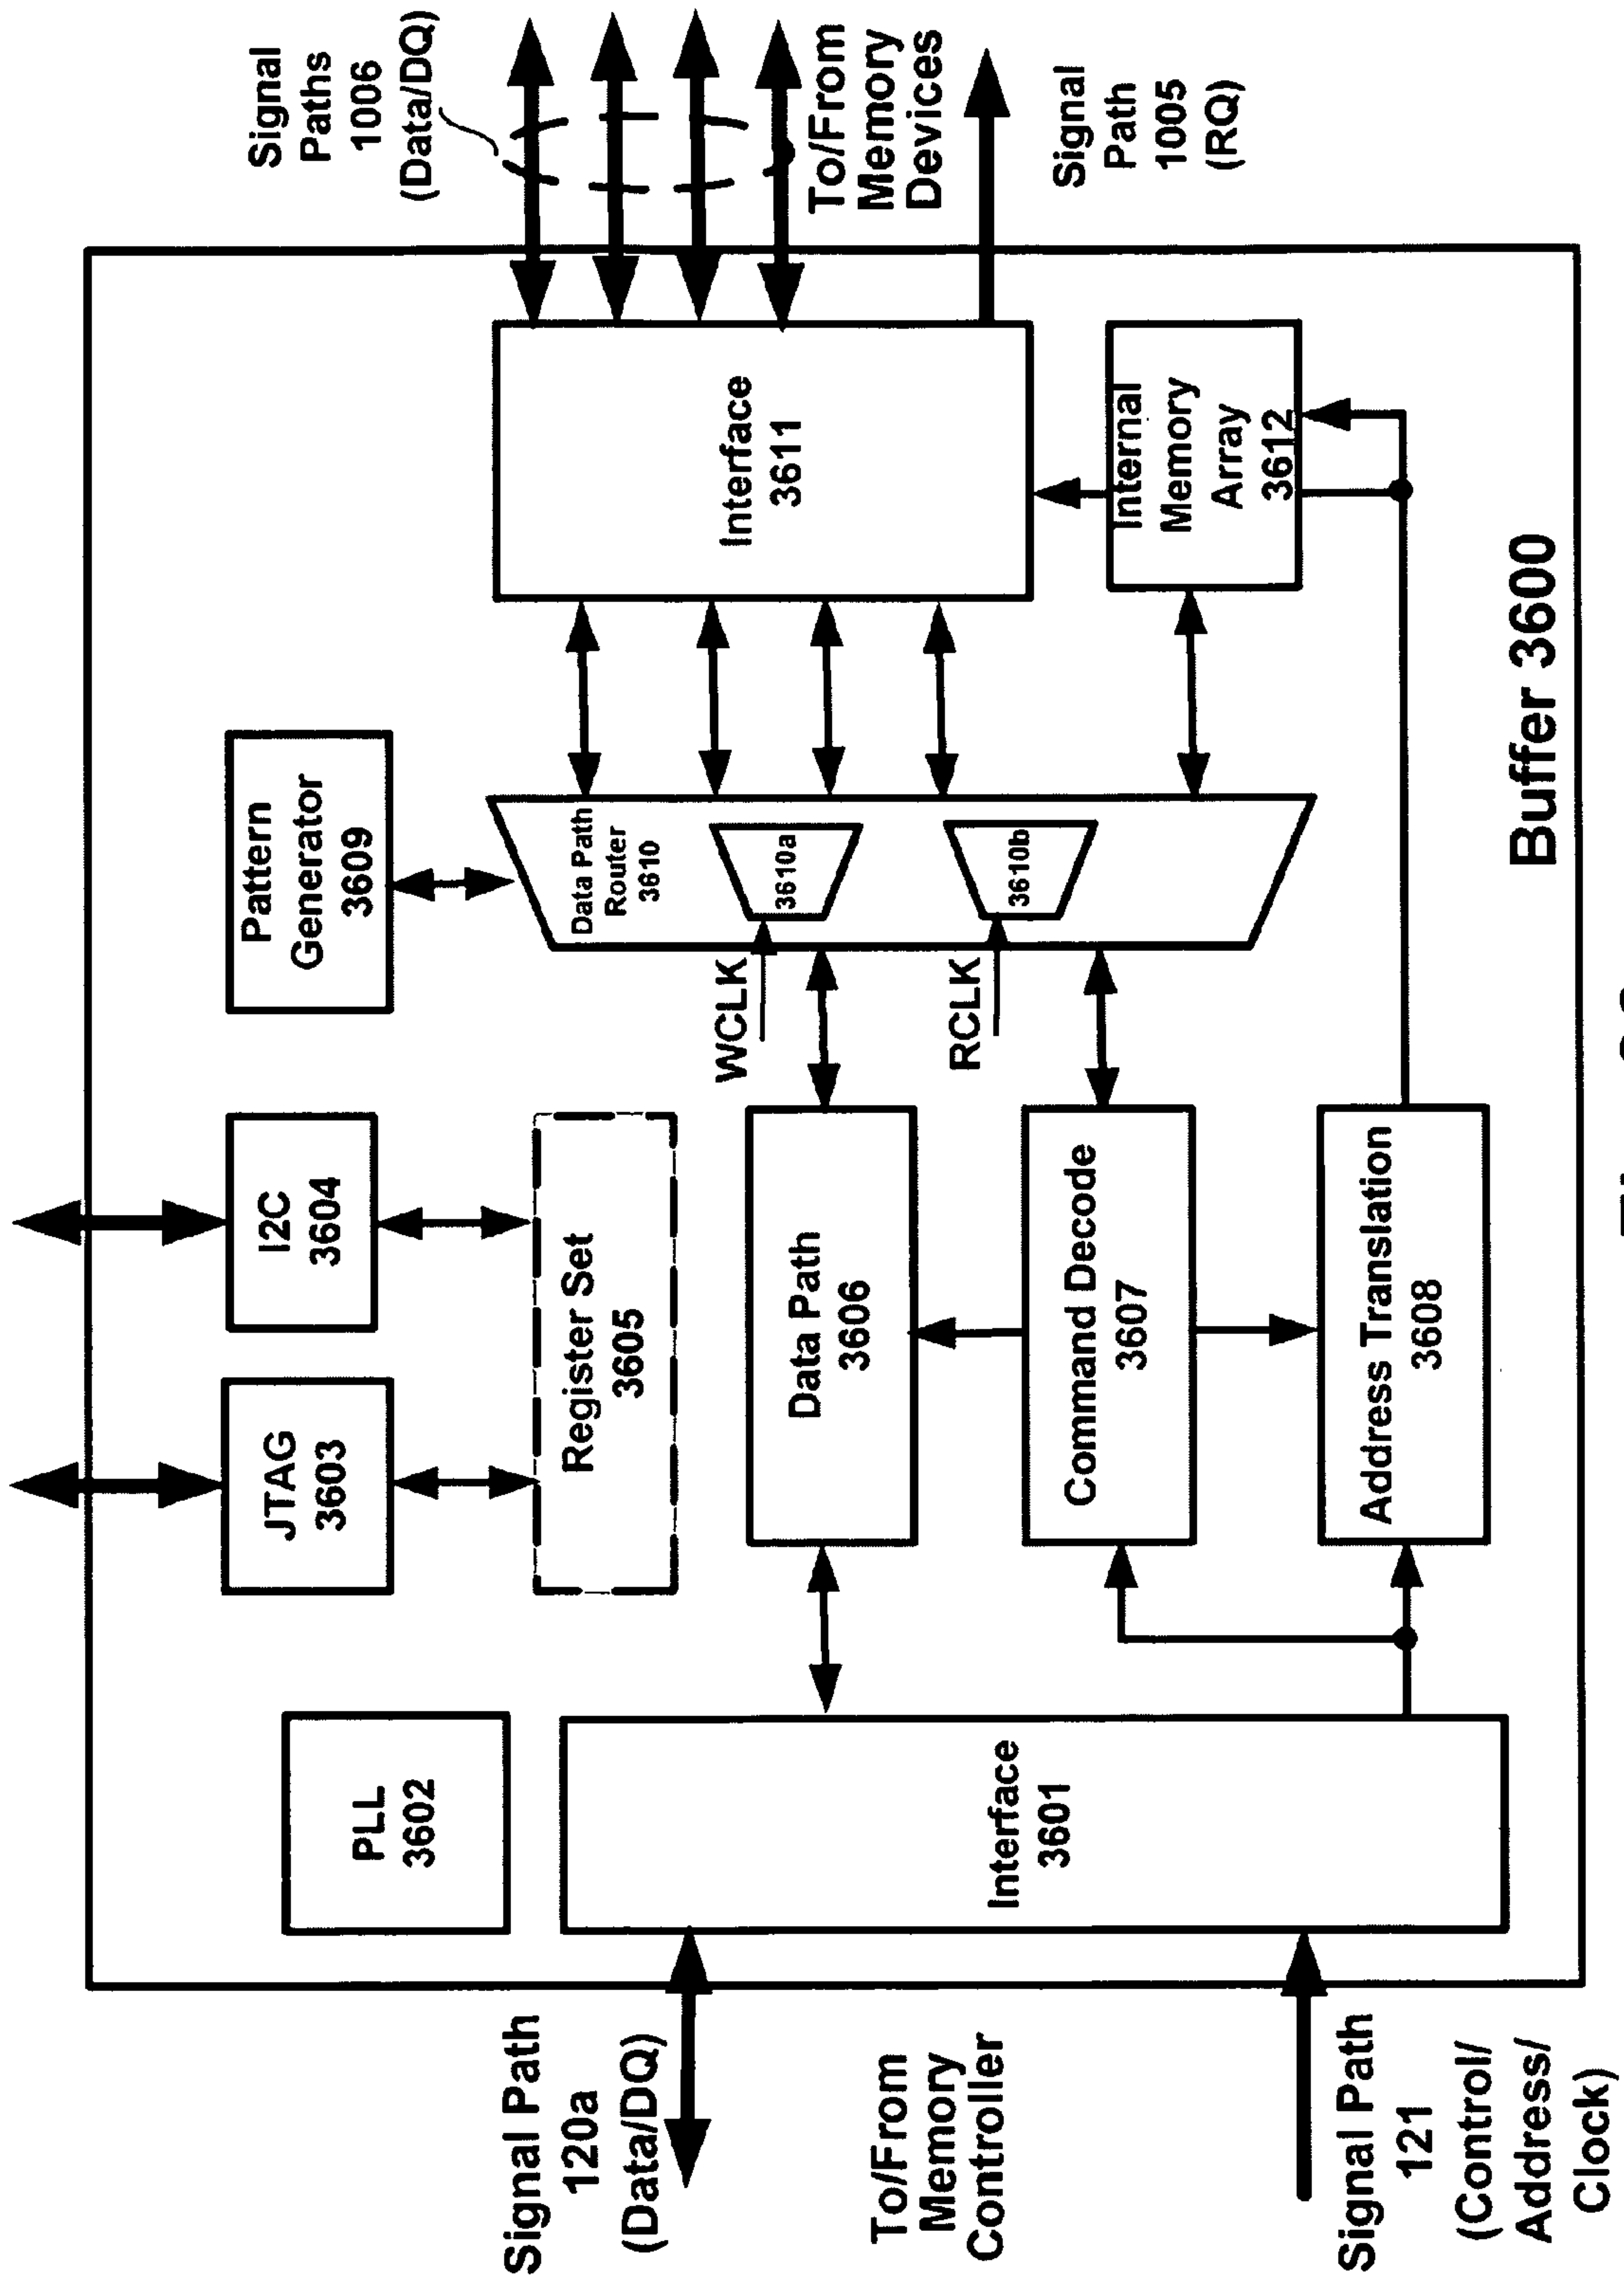 Signal Path
120a
(Data/DQ)
To/From
Memory
Controller
Signal Path
121
(Control/
Address/
Clock)
PLL
3602
Interface
3601
JTAG
3603
I2C
3604
Register Set
3605
Data Path
3606
Command Decode
3607
Address Translation
3608
Pattern
Generator
3609
WCLK
RCLK
Data Path
Router
3610
3610a
3610b
Interface
3611
Internal
Memory
Array
3612
Signal
Paths
1006
(Data/DQ)
To/From
Memory
Devices
Signal
Path
1005
(RQ)
Buffer 3600